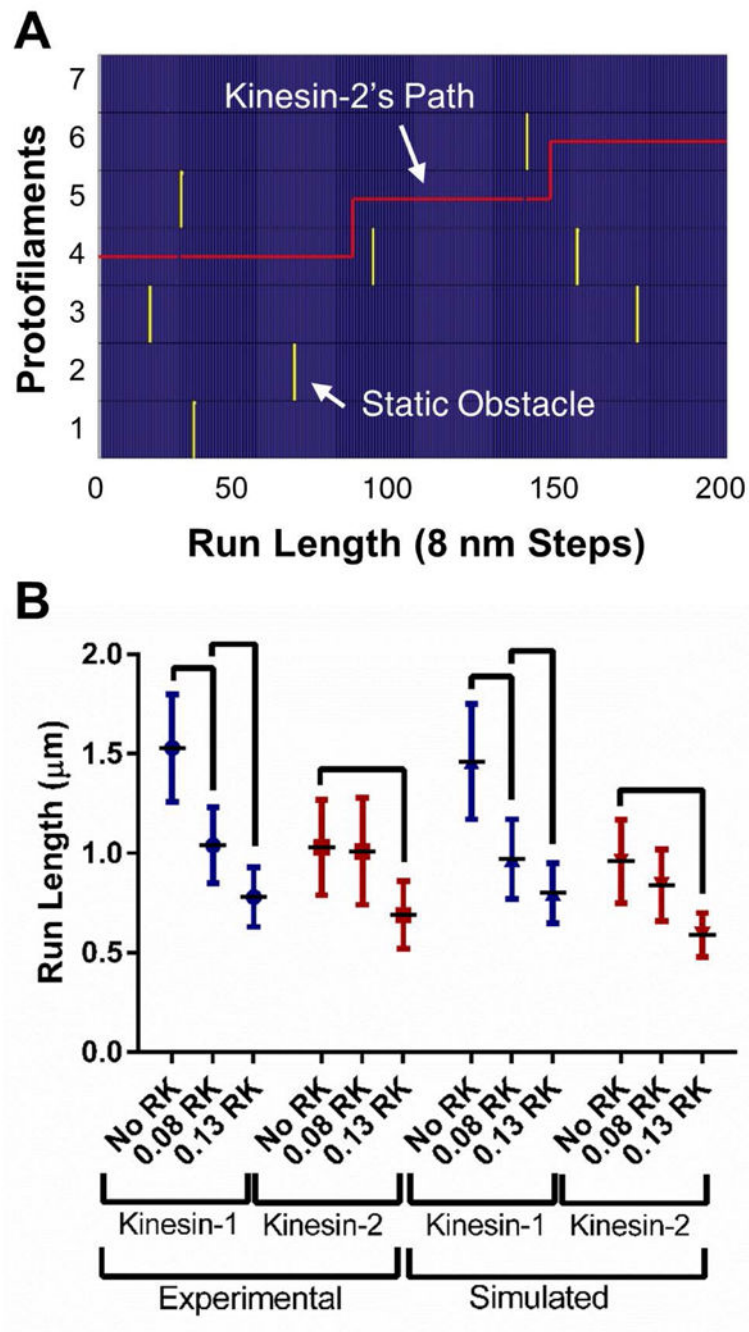 A
Protofilaments
7
6
5
4
3
2
1
Kinesin-2's Path
Static Obstacle
0 50 100 150 200
Run Length (8 nm Steps)
B
Run Length (μm)
2.0
1.5
1.0
0.5
0.0
No RK 0.08 RK 0.13 RK No RK 0.08 RK 0.13 RK No RK 0.08 RK 0.13 RK No RK 0.08 RK 0.13 RK
Kinesin-1 Kinesin-2 Kinesin-1 Kinesin-2
Experimental Simulated